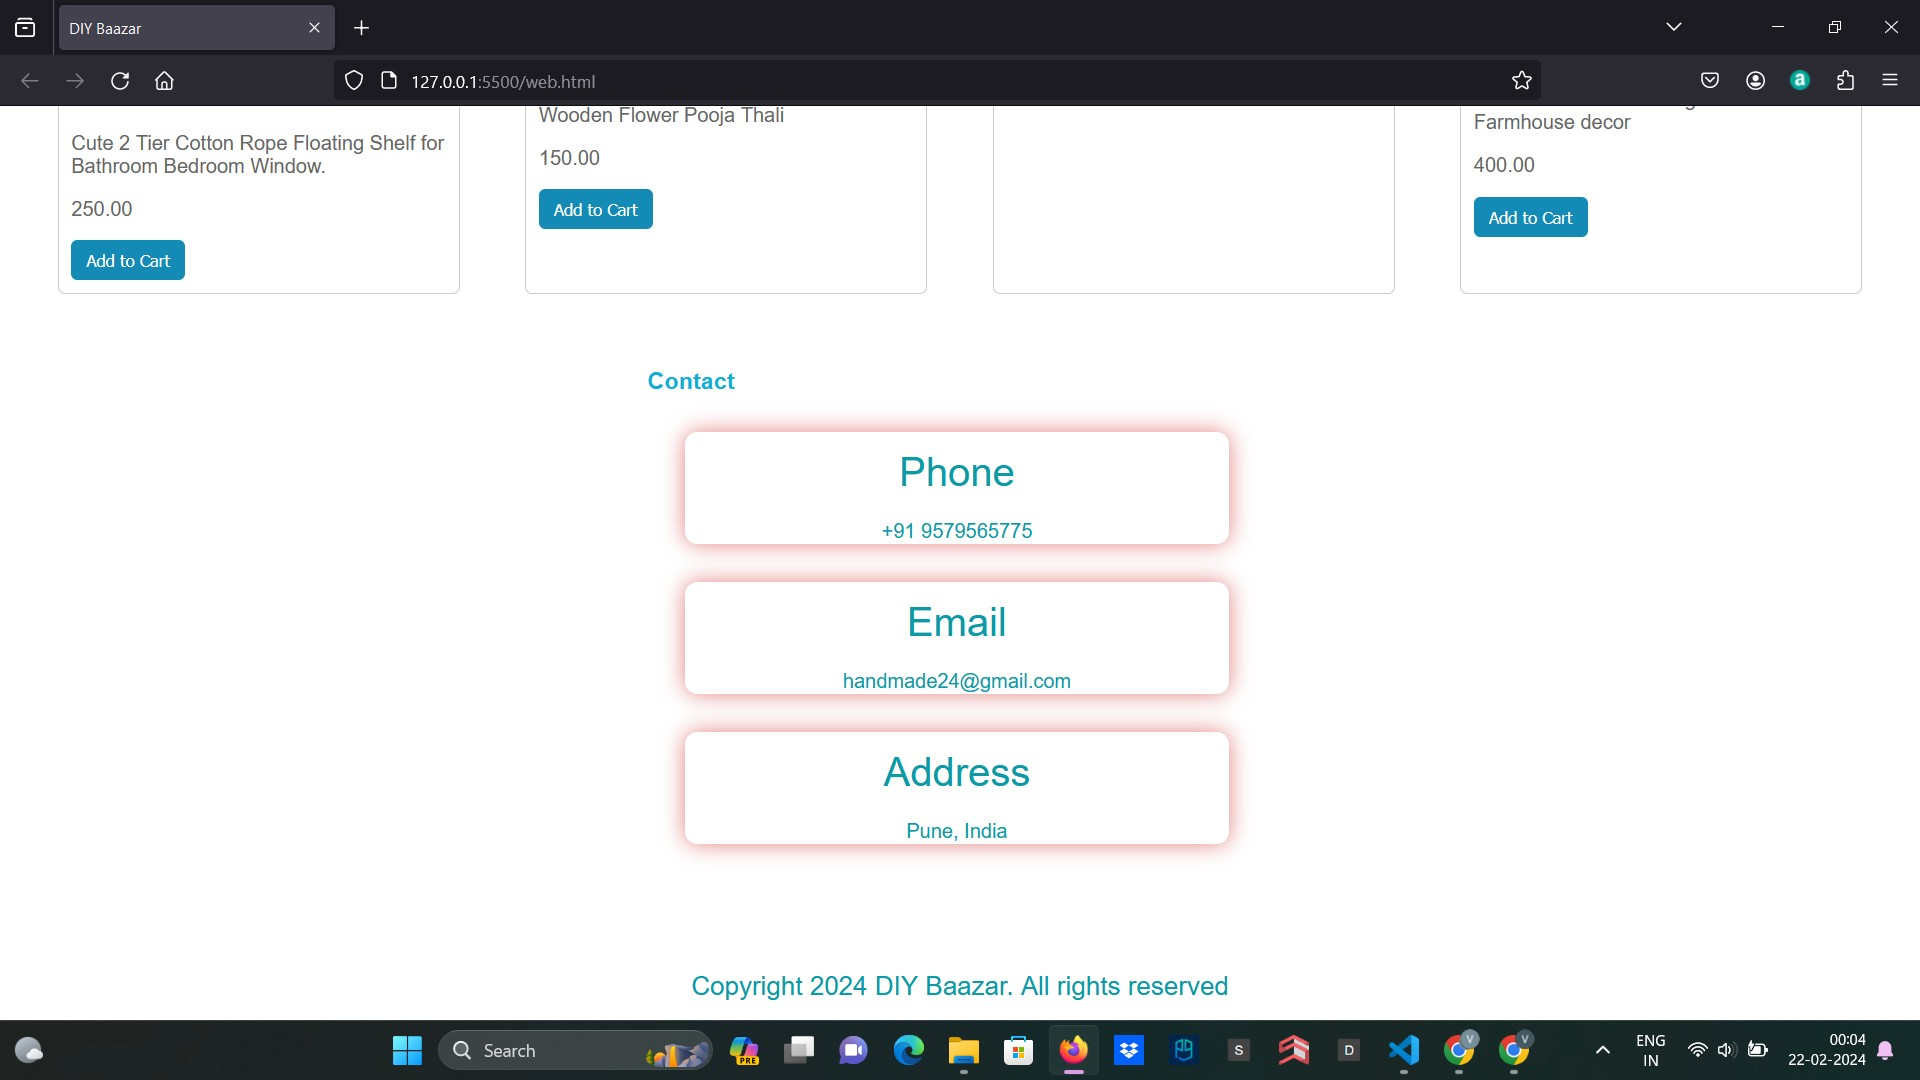 DIY Baazar
127.0.0.1:5500/web.html
Cute 2 Tier Cotton Rope Floating Shelf for
Bathroom Bedroom Window.
250.00
Add to Cart
Wooden Flower Pooja Thali
150.00
Add to Cart
Farmhouse decor
400.00
Add to Cart
Contact
Phone
+91 9579565775
Email
handmade24@gmail.com
Address
Pune, India
Copyright 2024 DIY Baazar. All rights reserved
Search
PRE
S
D
V
V
ENG
IN
00:04
22-02-2024